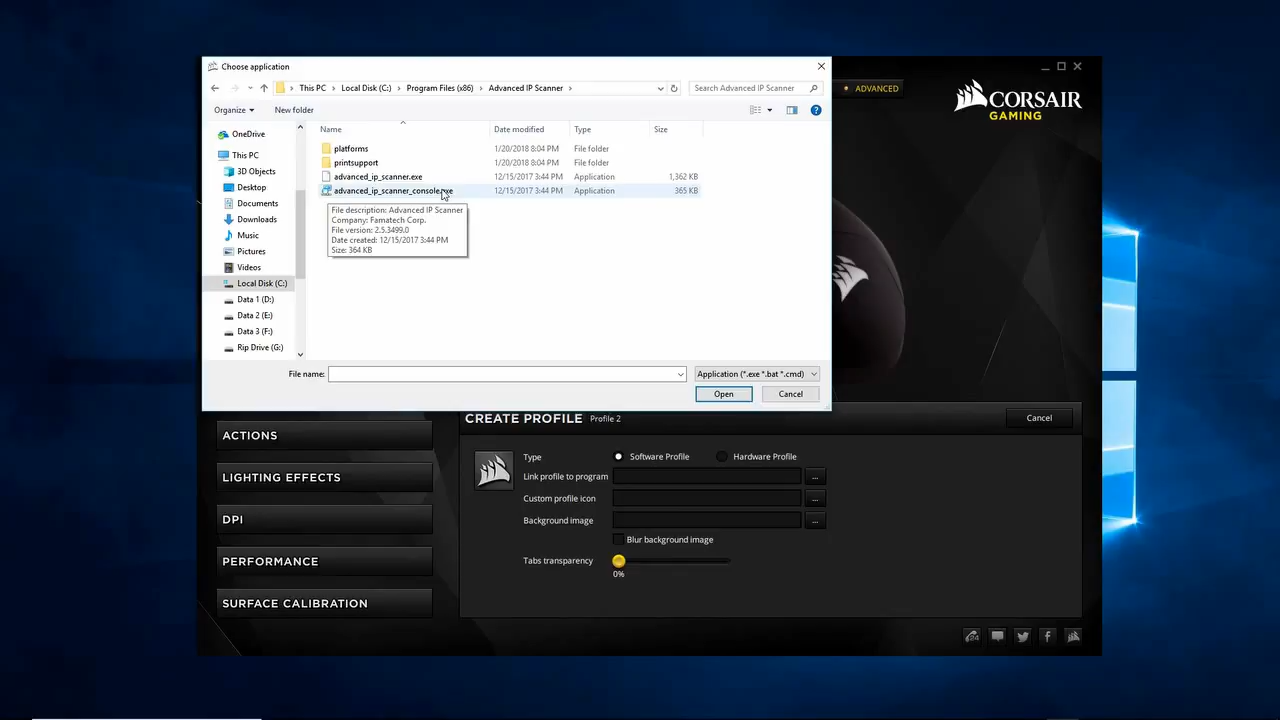 Choose application
This PC > Local Disk (C:) > Program Files (x86) > Advanced IP Scanner >
Search Advanced IP Scanner
ADVANCED
CORSAIR
GAMING
Organize
New folder
Name
Date modified
Type
Size
OneDrive
This PC
3D Objects
Desktop
Documents
Downloads
Music
Pictures
Videos
Local Disk (C:)
Data 1 (D:)
Data 2 (E:)
Data 3 (F:)
Rip Drive (G:)
platforms 1/20/2018 8:04 PM File folder
printsupport 1/20/2018 8:04 PM File folder
advanced_ip_scanner.exe 12/15/2017 3:44 PM Application 1,362 KB
advanced_ip_scanner_console.exe 12/15/2017 3:44 PM Application 365 KB
File description: Advanced IP Scanner
Company: Famatech Corp.
File version: 2.5.3499.0
Date created: 12/15/2017 3:44 PM
Size: 364 KB
File name:
Application (*.exe *.bat *.cmd)
Open
Cancel
ACTIONS
LIGHTING EFFECTS
DPI
PERFORMANCE
SURFACE CALIBRATION
CREATE PROFILE Profile 2
Cancel
Type Software Profile Hardware Profile
Link profile to program ...
Custom profile icon ...
Background image ...
Blur background image
Tabs transparency
0%